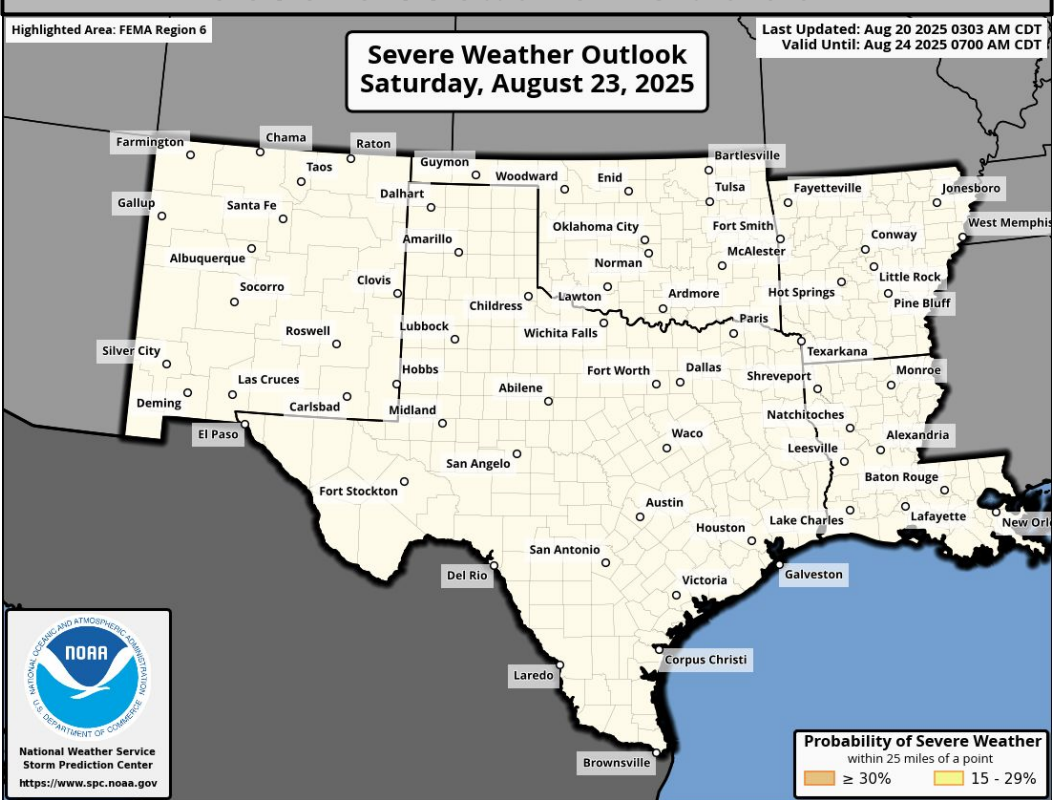 Highlighted Area: FEMA Region 6
Severe Weather Outlook
Saturday, August 23, 2025
Last Updated: Aug 20 2025 0303 AM CDT
Valid Until: Aug 24 2025 0700 AM CDT
Farmington
Chama
Raton
Taos
Guymon
Woodward
Enid
Bartlesville
Tulsa
Fayetteville
Jonesboro
Gallup
Santa Fe
Dalhart
West Memphis
Oklahoma City
Fort Smith
Conway
Amarillo
Albuquerque
Norman
McAlester
Little Rock
Socorro
Clovis
Childress
Lawton
Ardmore
Hot Springs
Pine Bluff
Roswell
Lubbock
Wichita Falls
Paris
Texarkana
Silver City
Las Cruces
Hobbs
Fort Worth
Dallas
Shreveport
Monroe
Deming
Carlsbad
Midland
Abilene
Natchitoches
El Paso
Waco
Leesville
Alexandria
San Angelo
Fort Stockton
Baton Rouge
Austin
Houston
Lake Charles
Lafayette
New Orl
San Antonio
Del Rio
Victoria
Galveston
Corpus Christi
Laredo
Brownsville
NATIONAL OCEANIC AND ATMOSPHERIC ADMINISTRATION
NOAA
U.S. DEPARTMENT OF COMMERCE
National Weather Service
Storm Prediction Center
https://www.spc.noaa.gov
Probability of Severe Weather
within 25 miles of a point
≥ 30%
15 - 29%